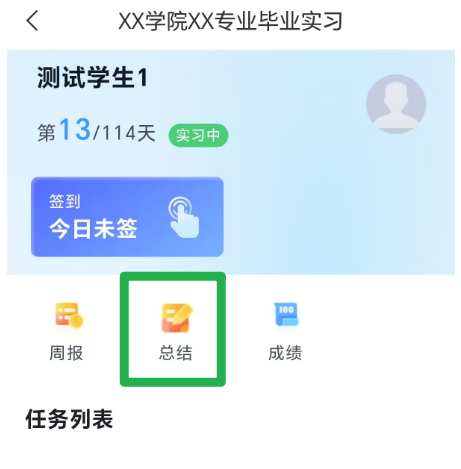 XX学院XX专业毕业实习
测试学生1
第13/114天 实习中
签到
今日未签
100
周报 总结 成绩
任务列表